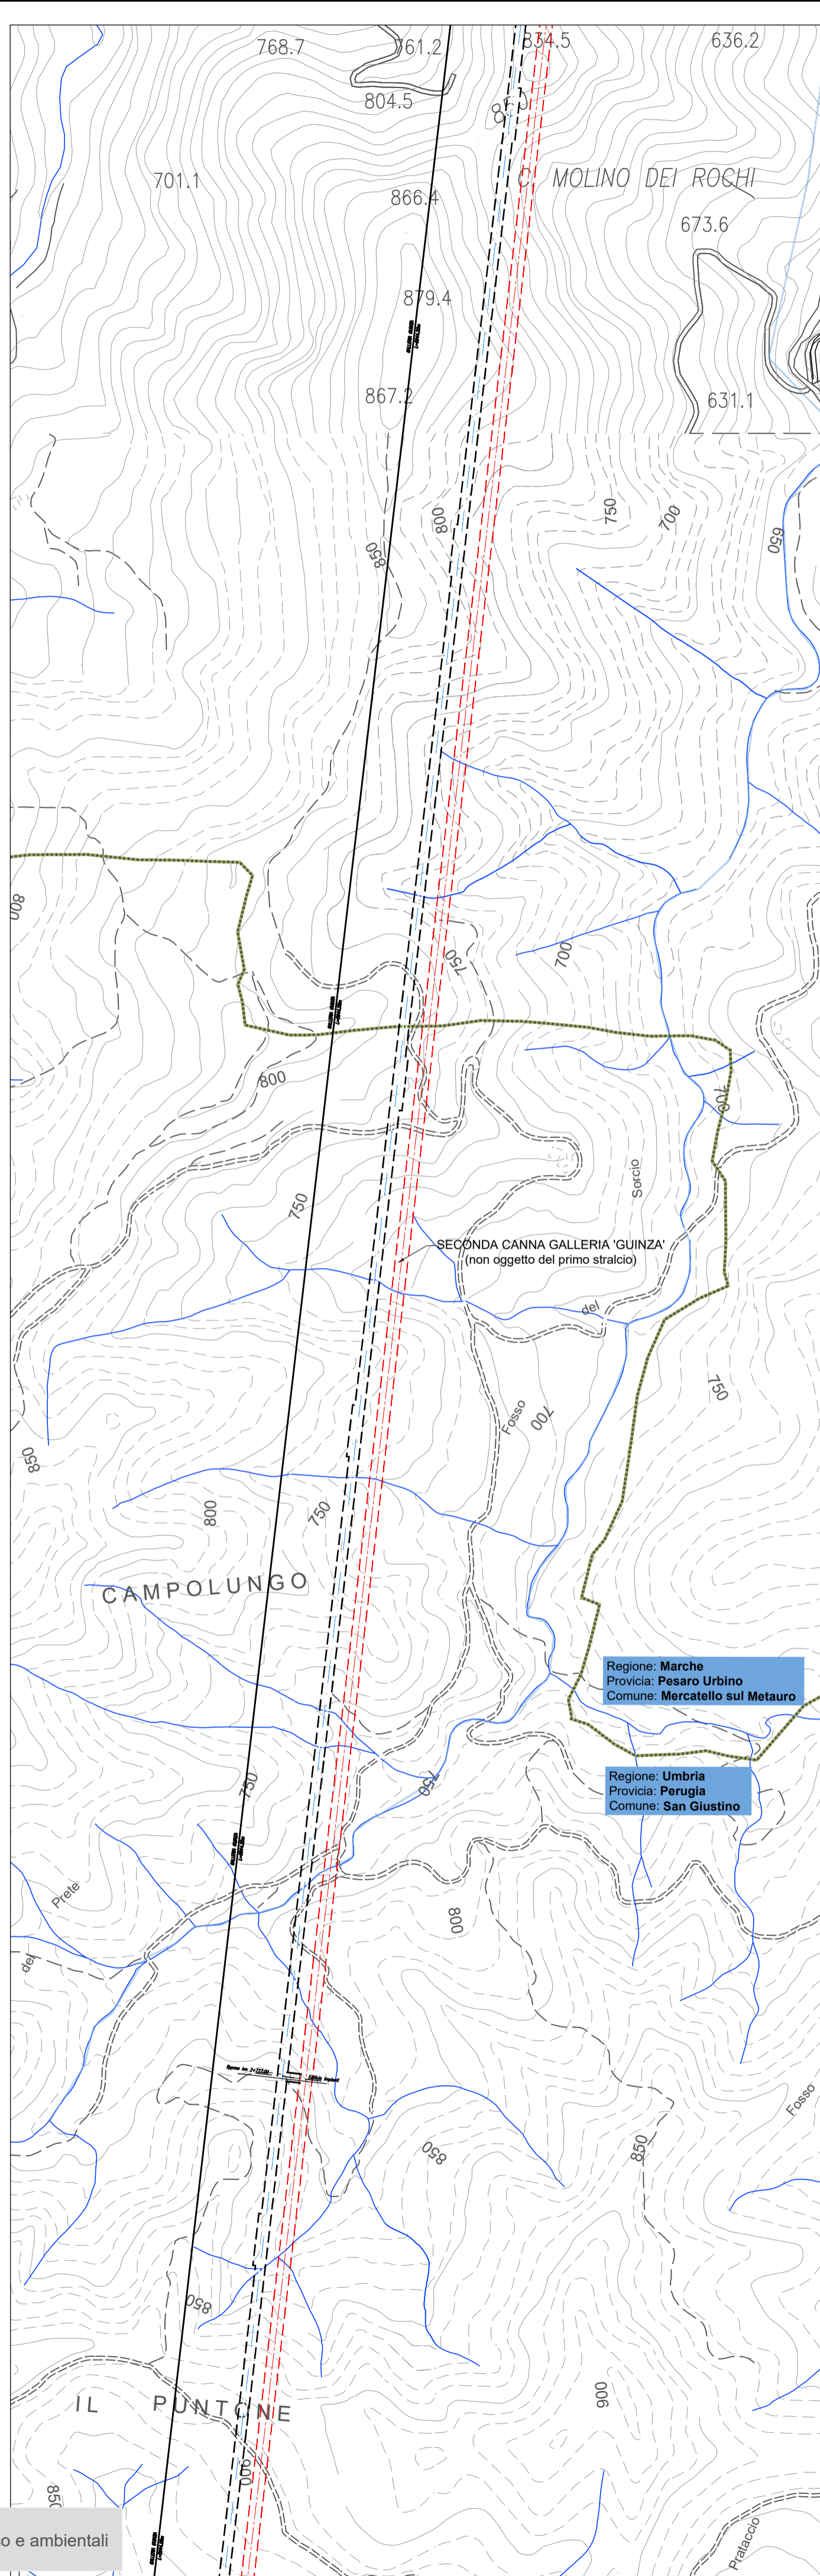 768.7
761.2
834.5
636.2
804.5
850
701.1
C. MOLINO DEI ROCHI
866.4
673.6
879.4
867.2
631.1
800
750
700
650
850
800
750
700
800
700
Sorcio
750
SECONDA CANNA GALLERIA 'GUINZA'
(non oggetto del primo stralcio)
del
750
Fosso
700
850
800
750
CAMPOLUNGO
Regione: Marche
Provicia: Pesaro Urbino
Comune: Mercatello sul Metauro
Regione: Umbria
Provicia: Perugia
Comune: San Giustino
750
750
Prete
800
del
Fosso
850
850
850
900
IL PUNTONE
900
850
o e ambientali
Prataccio